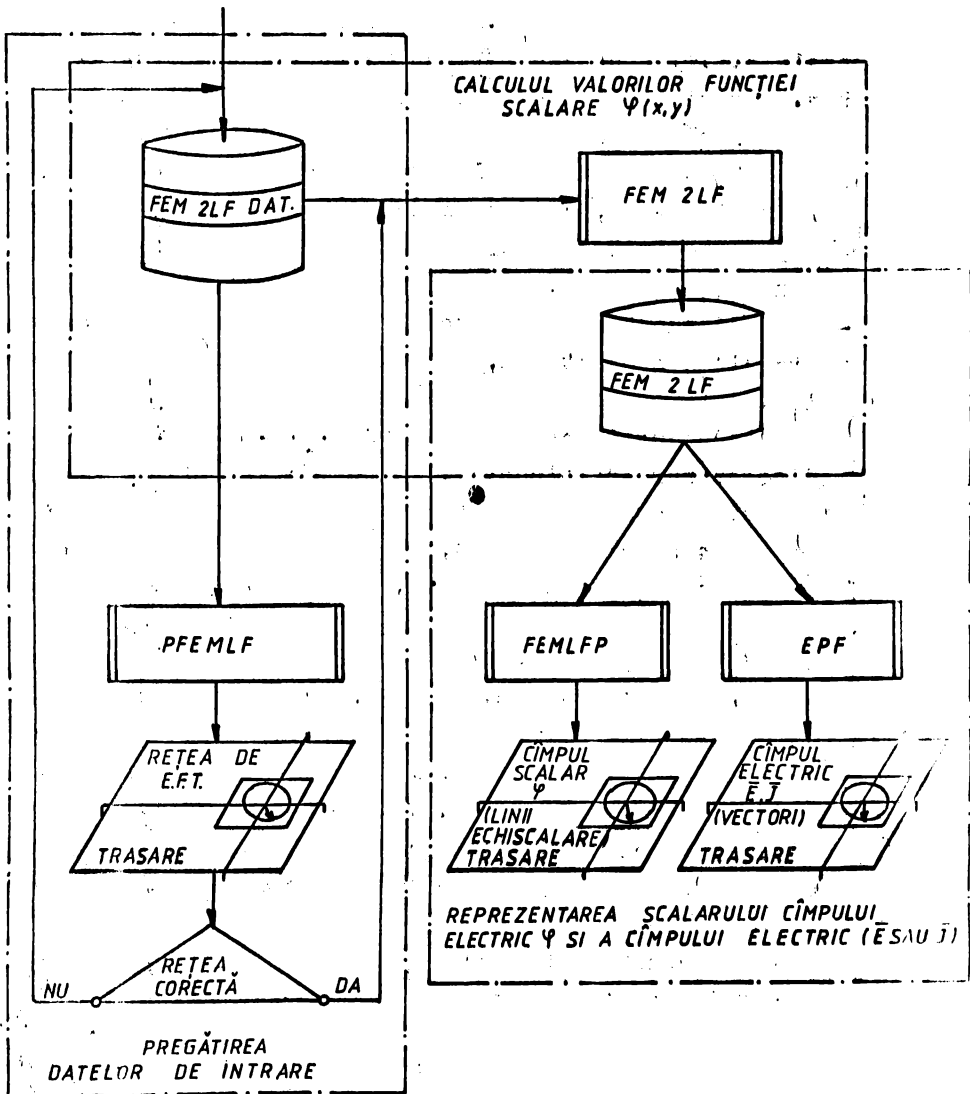 CALCULUL VALORILOR FUNCȚIEI
SCALARE φ(x,y)
FEM 2LF DAT.
FEM 2LF
FEM 2LF
PFEMLF
FEMLFP
EPF
REȚEA DE
E.F.T.
TRASARE
CÎMPUL
SCALAR
φ
(LINII
ECHISCALARE)
TRASARE
CÎMPUL
ELECTRIC
E̅.J̅
(VECTORI)
TRASARE
REȚEA
CORECTĂ
NU
DA
REPREZENTAREA SCALARULUI CÎMPULUI
ELECTRIC φ SI A CÎMPULUI ELECTRIC (E̅ SAU J̅)
PREGĂTIREA
DATELOR DE INTRARE